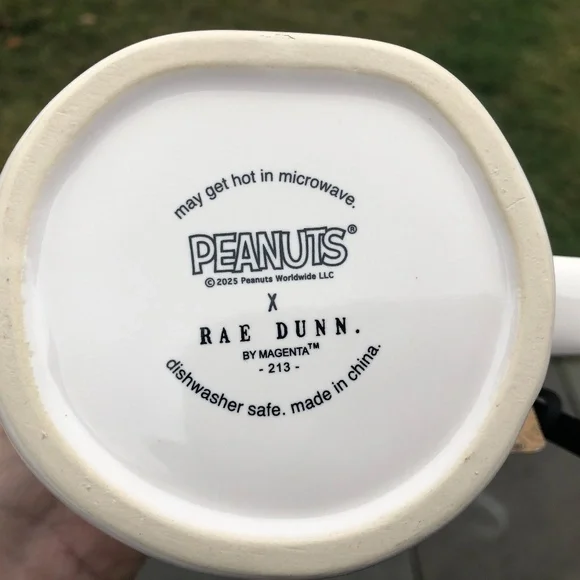 may get hot in microwave.
PEANUTS®
© 2025 Peanuts Worldwide LLC
X
RAE DUNN.
BY MAGENTA™
- 213 -
dishwasher safe. made in china.